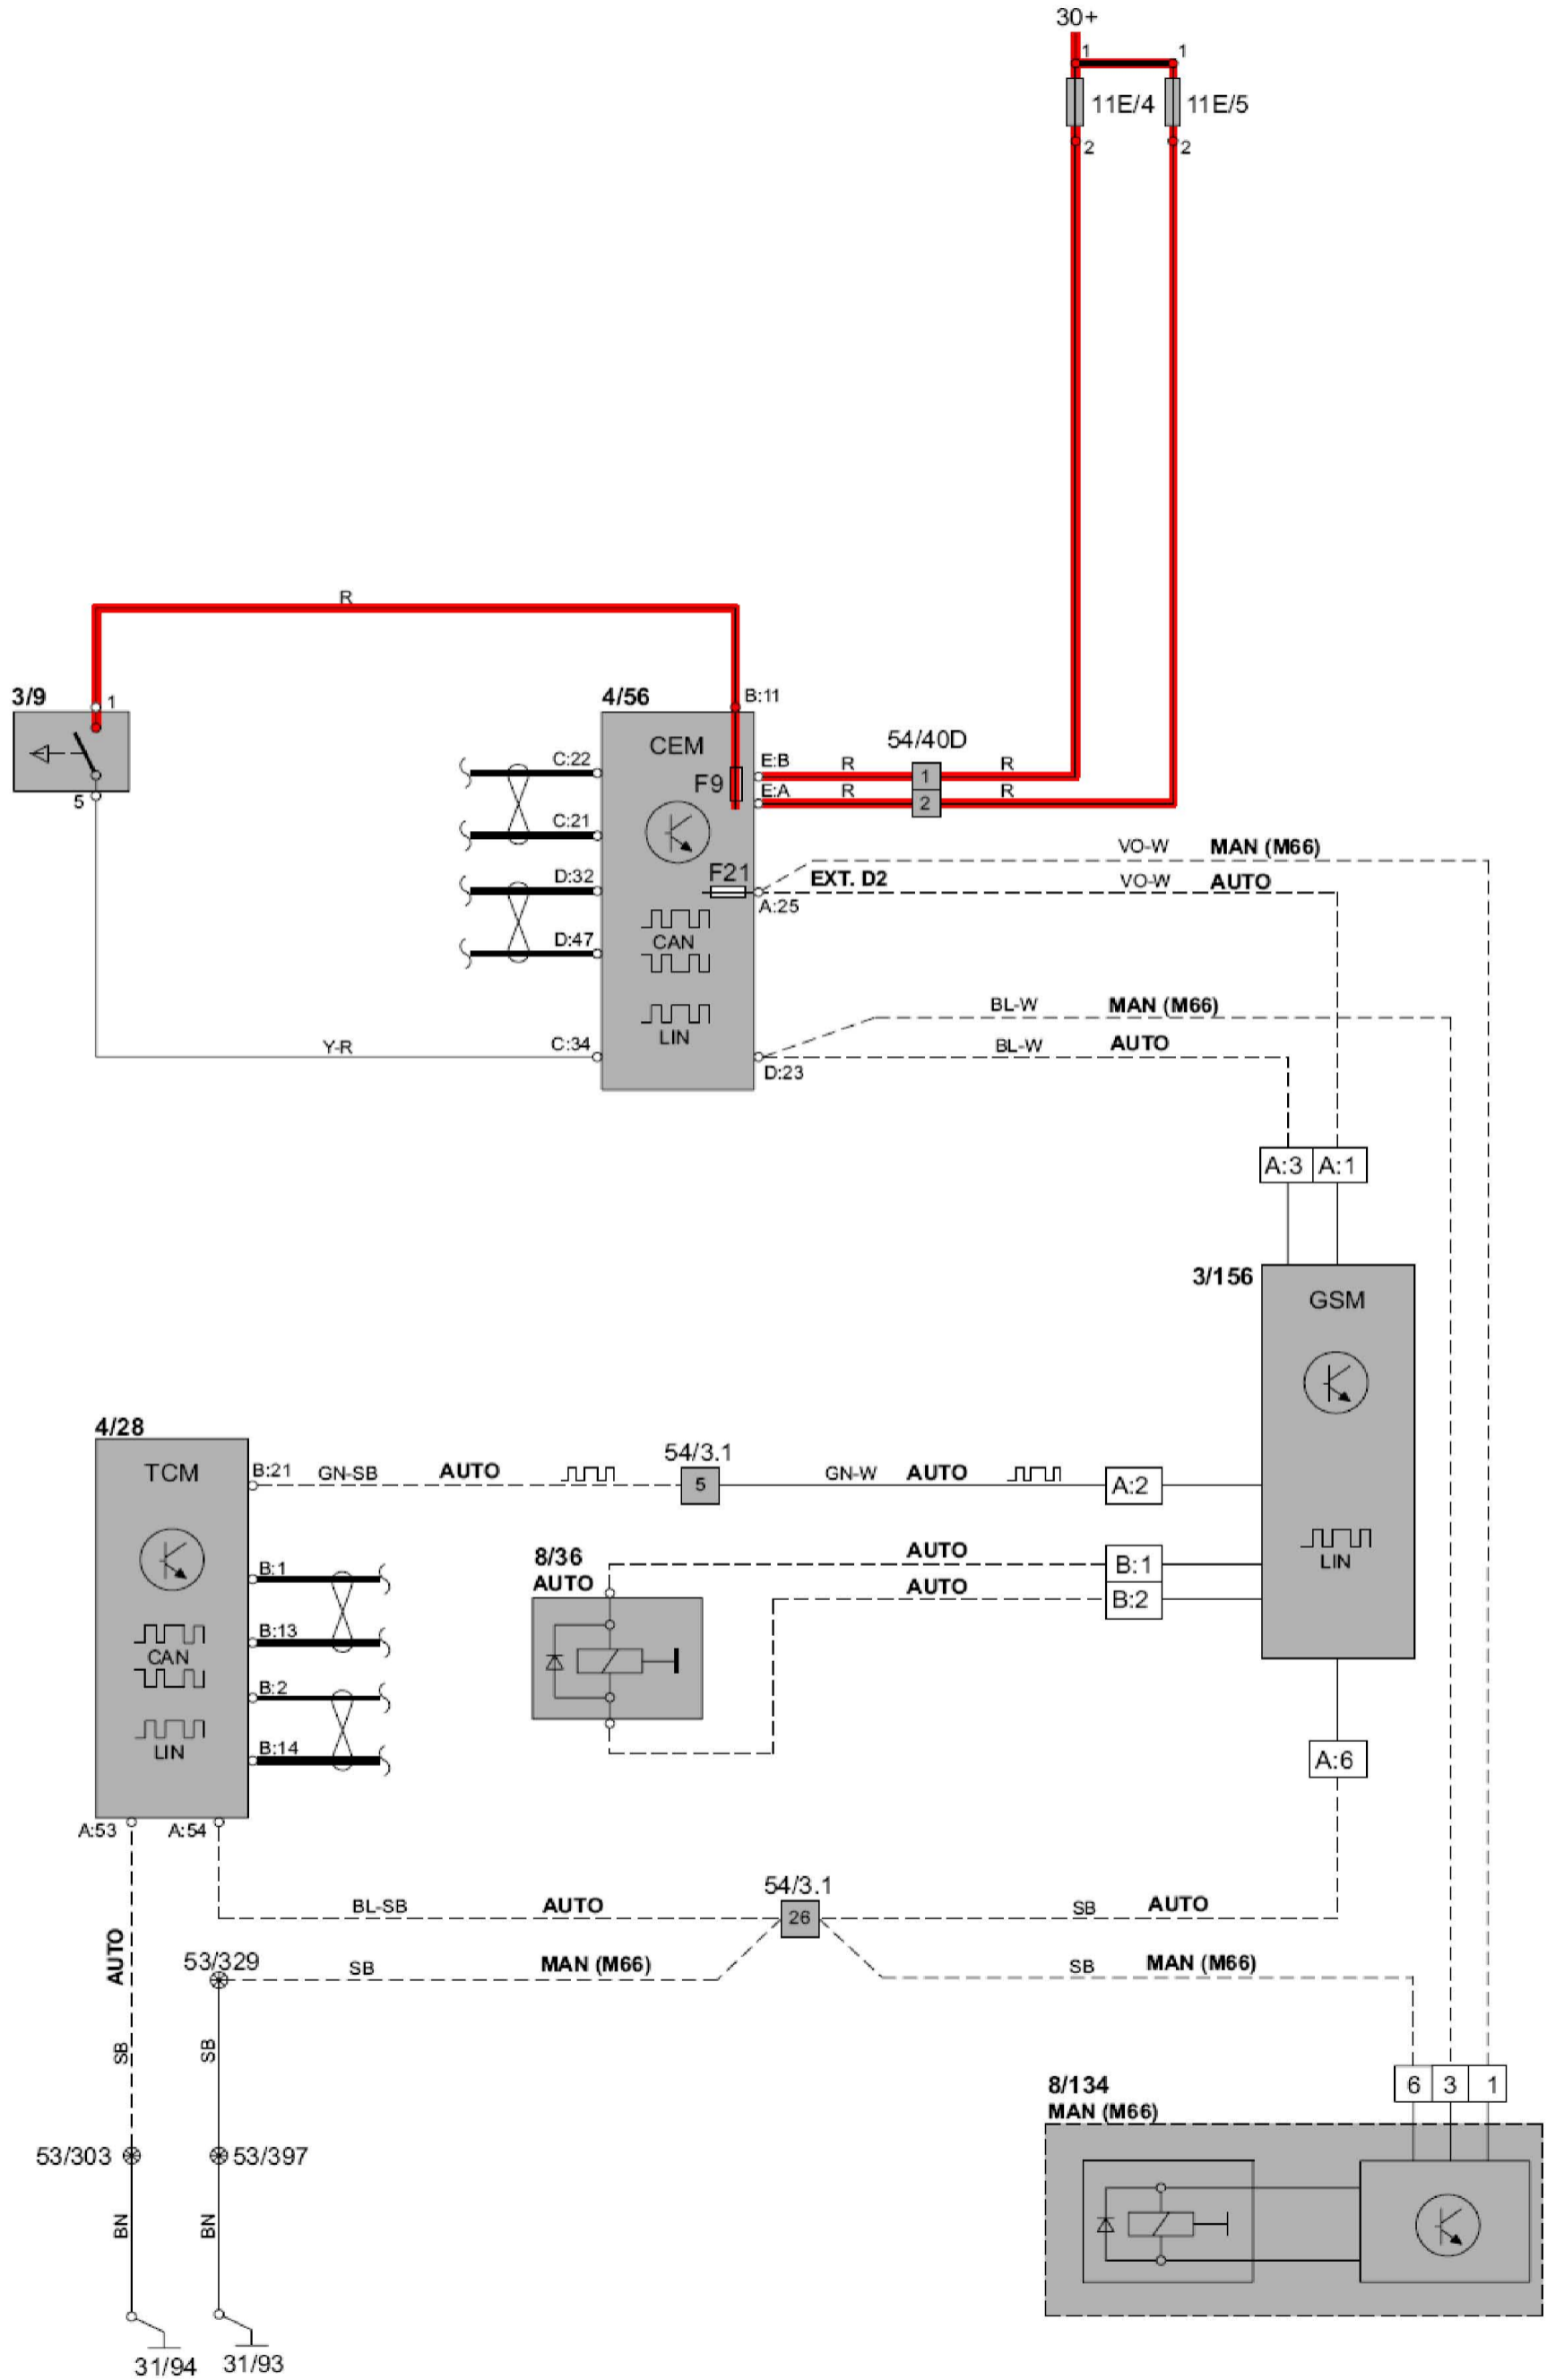 30+
1 1
11E/4 11E/5
2 2
R
3/9 1 4/56 B:11
CEM 54/40D
C:22 E:B R 1 R
F9
5 E:A R 2 R
C:21
VO-W MAN (M66)
D:32 F21 EXT. D2 VO-W AUTO
A:25
D:47 CAN
BL-W MAN (M66)
LIN
Y-R C:34 BL-W AUTO
D:23
A:3 A:1
3/156
GSM
4/28
TCM B:21 GN-SB AUTO 54/3.1 GN-W AUTO
5 A:2
8/36 AUTO LIN
AUTO B:1
B:1 AUTO B:2
B:13
CAN
B:2
LIN B:14
A:6
A:53 A:54
54/3.1
BL-SB AUTO 26 SB AUTO
AUTO
53/329 SB MAN (M66) SB MAN (M66)
SB SB
8/134 6 3 1
MAN (M66)
53/303 53/397
BN BN
31/94 31/93